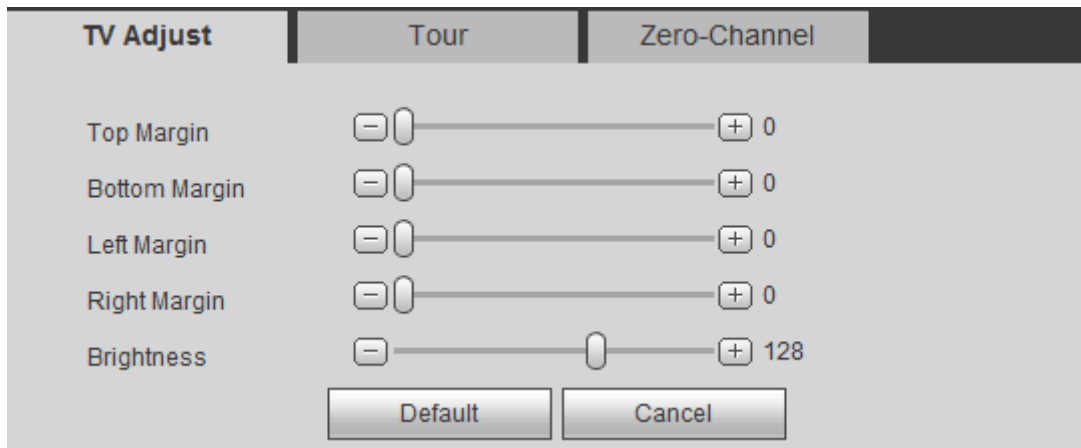 TV Adjust Tour Zero-Channel
Top Margin 0
Bottom Margin 0
Left Margin 0
Right Margin 0
Brightness 128
Default Cancel